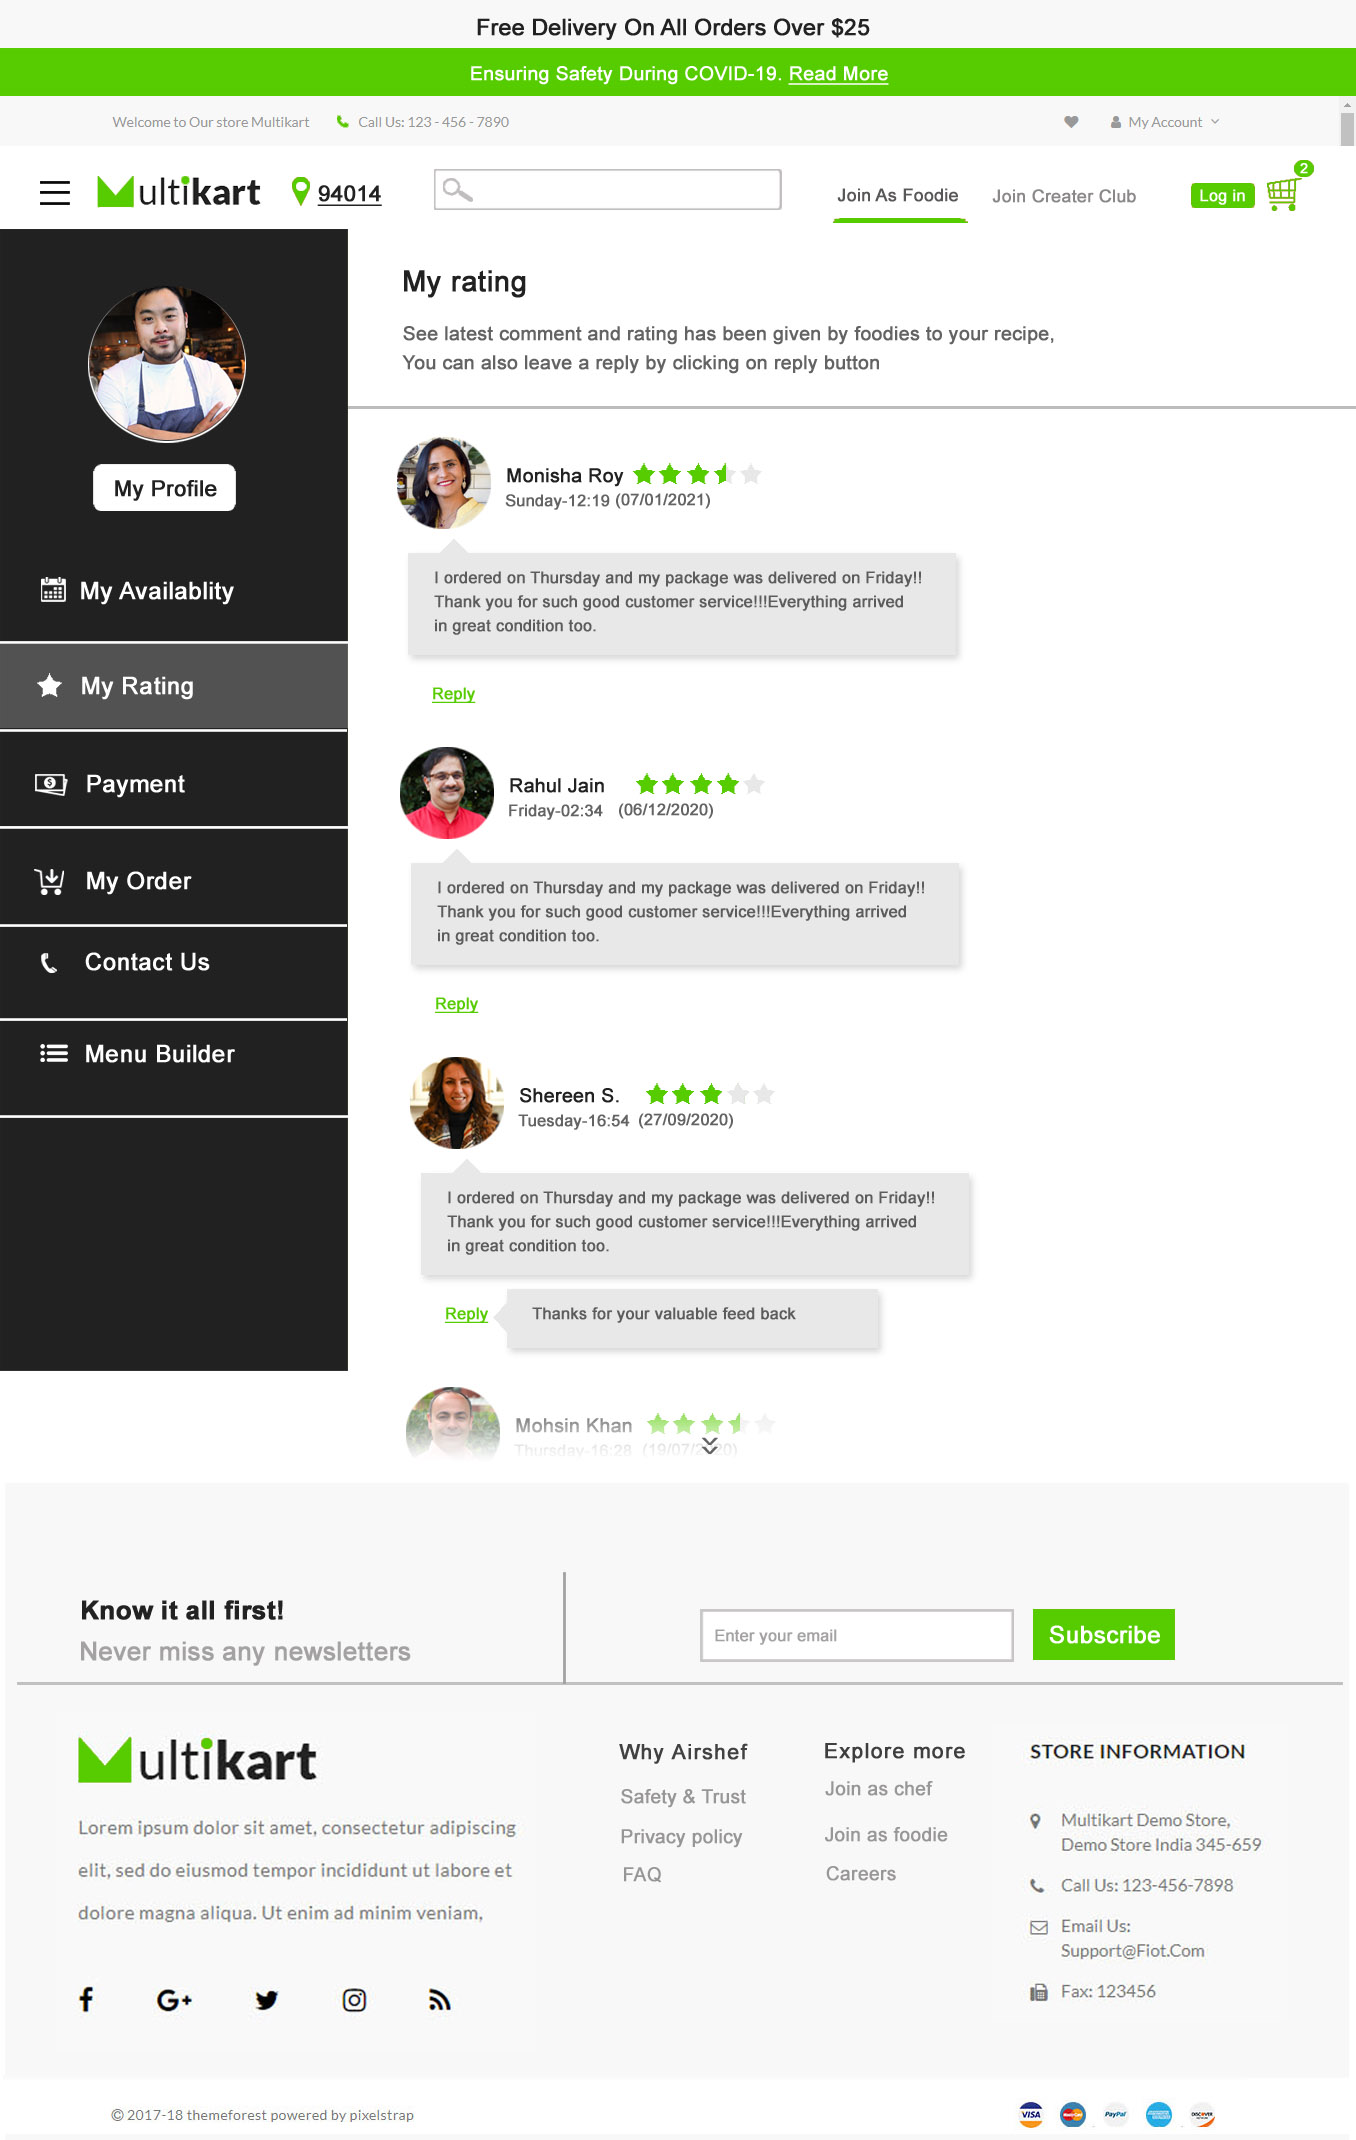 Free Delivery On All Orders Over $25
Ensuring Safety During COVID-19. Read More
Welcome to Our store Multikart
Call Us: 123 - 456 - 7890
My Account
Multikart
94014
Join As Foodie
Join Creater Club
Log in
2
My Profile
My Availablity
My Rating
Payment
My Order
Contact Us
Menu Builder
My rating
See latest comment and rating has been given by foodies to your recipe,
You can also leave a reply by clicking on reply button
Monisha Roy
Sunday-12:19 (07/01/2021)
I ordered on Thursday and my package was delivered on Friday!!
Thank you for such good customer service!!!Everything arrived
in great condition too.
Reply
Rahul Jain
Friday-02:34 (06/12/2020)
I ordered on Thursday and my package was delivered on Friday!!
Thank you for such good customer service!!!Everything arrived
in great condition too.
Reply
Shereen S.
Tuesday-16:54 (27/09/2020)
I ordered on Thursday and my package was delivered on Friday!!
Thank you for such good customer service!!!Everything arrived
in great condition too.
Reply
Thanks for your valuable feed back
Mohsin Khan
Thursday-16:28 (19/07/2020)
Know it all first!
Never miss any newsletters
Enter your email
Subscribe
Multikart
Lorem ipsum dolor sit amet, consectetur adipiscing
elit, sed do eiusmod tempor incididunt ut labore et
dolore magna aliqua. Ut enim ad minim veniam,
Why Airshef
Safety & Trust
Privacy policy
FAQ
Explore more
Join as chef
Join as foodie
Careers
STORE INFORMATION
Multikart Demo Store,
Demo Store India 345-659
Call Us: 123-456-7898
Email Us:
Support@Fiot.Com
Fax: 123456
© 2017-18 themeforest powered by pixelstrap
VISA
PayPal
DISCOVER